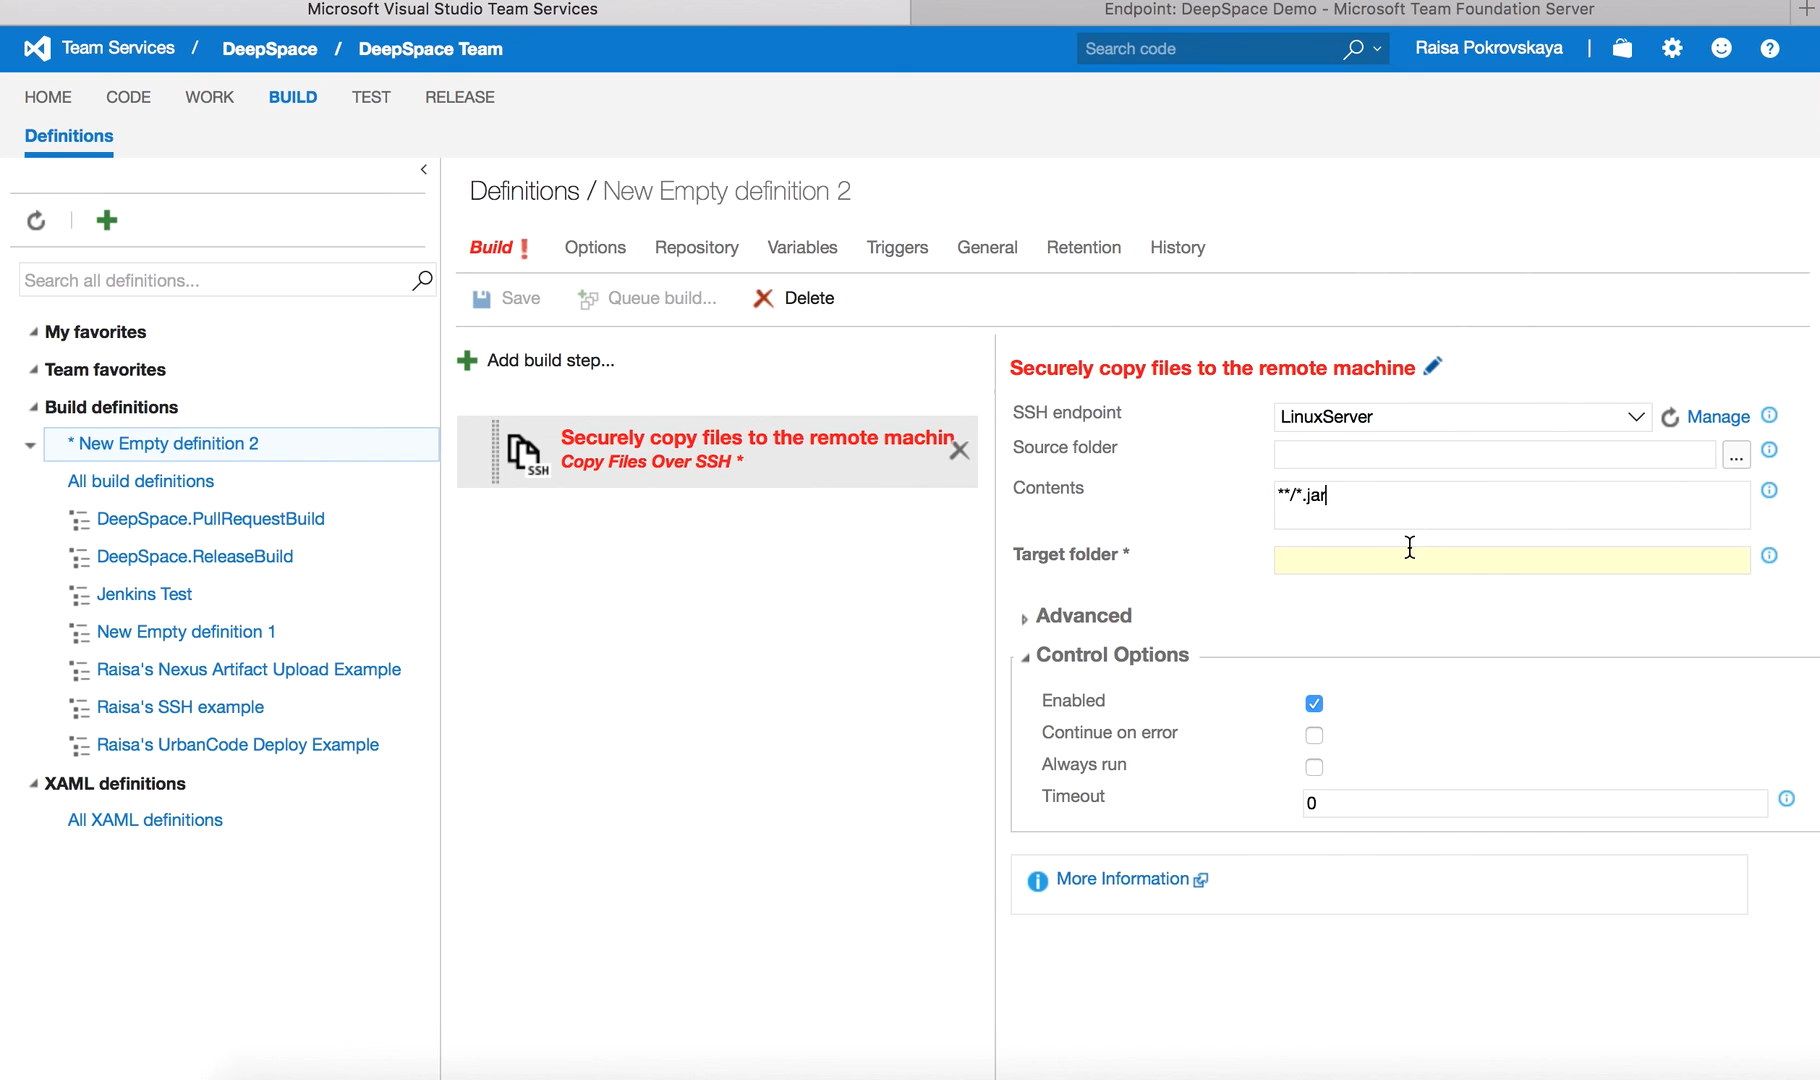 Microsoft Visual Studio Team Services
Endpoint: DeepSpace Demo - Microsoft Team Foundation Server
Team Services / DeepSpace / DeepSpace Team
Search code
Raisa Pokrovskaya
HOME CODE WORK BUILD TEST RELEASE
Definitions
Search all definitions...
My favorites
Team favorites
Build definitions
* New Empty definition 2
All build definitions
DeepSpace.PullRequestBuild
DeepSpace.ReleaseBuild
Jenkins Test
New Empty definition 1
Raisa's Nexus Artifact Upload Example
Raisa's SSH example
Raisa's UrbanCode Deploy Example
XAML definitions
All XAML definitions
Definitions / New Empty definition 2
Build ! Options Repository Variables Triggers General Retention History
Save Queue build... Delete
Add build step...
SSH
Securely copy files to the remote machin
Copy Files Over SSH *
Securely copy files to the remote machine
SSH endpoint LinuxServer Manage
Source folder ...
Contents **/*.jar
Target folder *
Advanced
Control Options
Enabled
Continue on error
Always run
Timeout 0
More Information